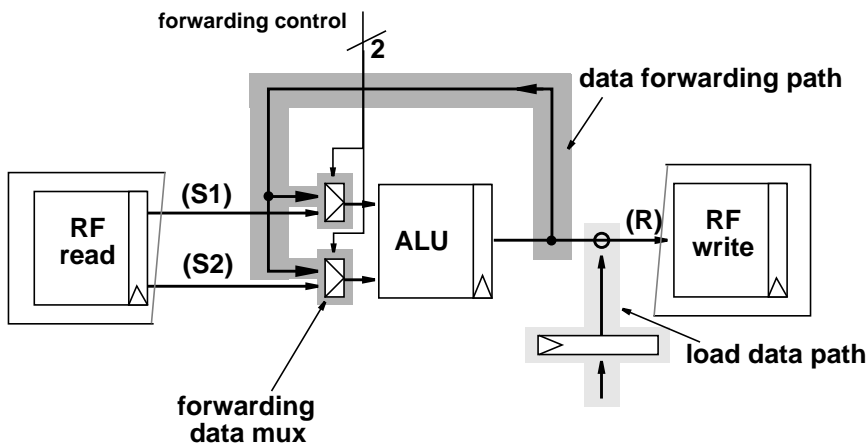 forwarding control
2
data forwarding path
(S1)
RF
read
(S2)
ALU
(R)
RF
write
load data path
forwarding
data mux